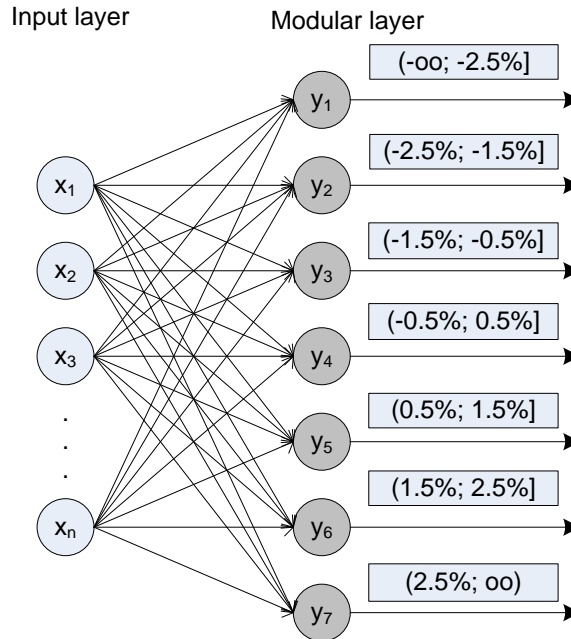 Input layer
Modular layer
(-oo; -2.5%]
y1
(-2.5%; -1.5%]
x1
y2
(-1.5%; -0.5%]
x2
y3
(-0.5%; 0.5%]
x3
y4
(0.5%; 1.5%]
.
.
.
y5
(1.5%; 2.5%]
xn
y6
(2.5%; oo)
y7